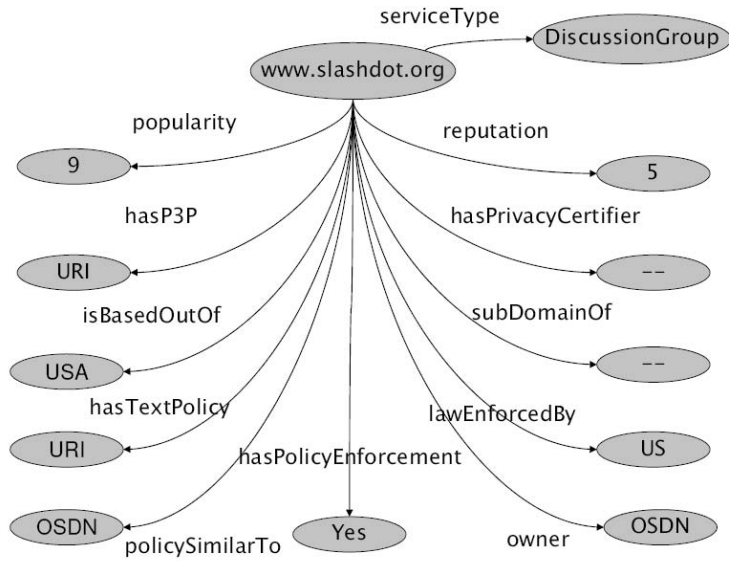 serviceType
DiscussionGroup
www.slashdot.org
popularity
reputation
9
5
hasP3P
hasPrivacyCertifier
URI
--
isBasedOutOf
subDomainOf
USA
--
hasTextPolicy
lawEnforcedBy
URI
hasPolicyEnforcement
US
OSDN
policySimilarTo
Yes
owner
OSDN